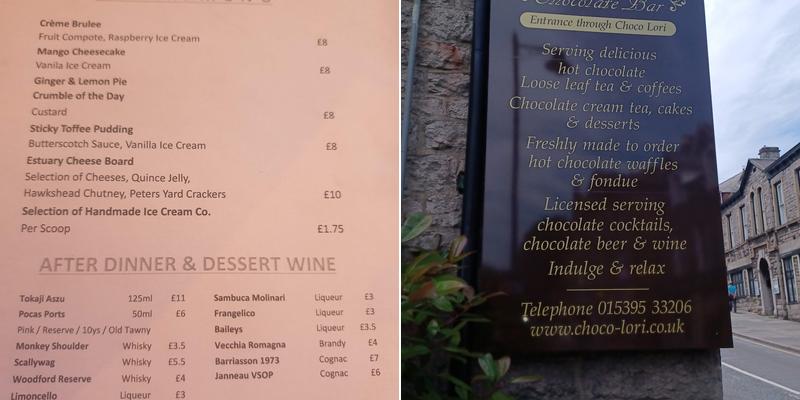 Crème Brulee
Fruit Compote, Raspberry Ice Cream £8
Mango Cheesecake
Vanila Ice Cream £8
Ginger & Lemon Pie
Crumble of the Day
Custard £8
Sticky Toffee Pudding
Butterscotch Sauce, Vanilla Ice Cream £8
Estuary Cheese Board
Selection of Cheeses, Quince Jelly,
Hawkshead Chutney, Peters Yard Crackers £10
Selection of Handmade Ice Cream Co.
Per Scoop £1.75
AFTER DINNER & DESSERT WINE
Tokaji Aszu 125ml £11
Pocas Ports 50ml £6
Pink / Reserve / 10ys / Old Tawny
Monkey Shoulder Whisky £3.5
Scallywag Whisky £5.5
Woodford Reserve Whisky £4
Limoncello Liqueur £3
Sambuca Molinari Liqueur £3
Frangelico Liqueur £3
Baileys Liqueur £3.5
Vecchia Romagna Brandy £4
Barriasson 1973 Cognac £7
Janneau VSOP Cognac £6
Chocolate Bar
Entrance through Choco Lori
Serving delicious
hot chocolate
Loose leaf tea & coffees
Chocolate cream tea, cakes
& desserts
Freshly made to order
hot chocolate waffles
& fondue
Licensed serving
chocolate cocktails,
chocolate beer & wine
Indulge & relax
Telephone 015395 33206
www.choco-lori.co.uk